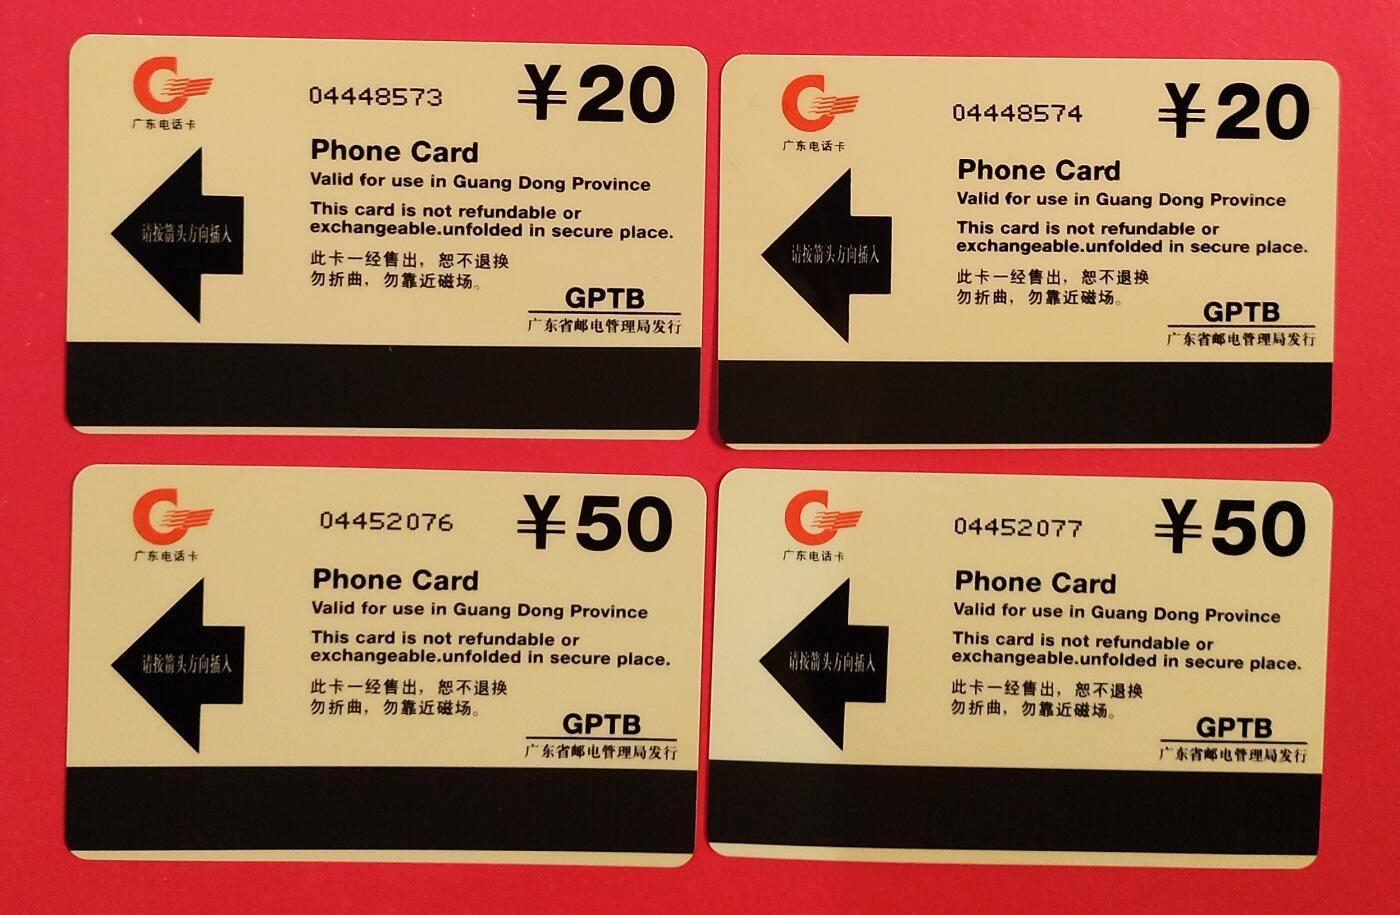 广东电话卡
04448573
¥20
Phone Card
Valid for use in Guang Dong Province
This card is not refundable or
exchangeable.unfolded in secure place.
请按箭头方向插入
此卡一经售出，恕不退换
勿折曲，勿靠近磁场。
GPTB
广东省邮电管理局发行
广东电话卡
04448574
¥20
Phone Card
Valid for use in Guang Dong Province
This card is not refundable or
exchangeable.unfolded in secure place.
请按箭头方向插入
此卡一经售出，恕不退换
勿折曲，勿靠近磁场。
GPTB
广东省邮电管理局发行
广东电话卡
04452076
¥50
Phone Card
Valid for use in Guang Dong Province
This card is not refundable or
exchangeable.unfolded in secure place.
请按箭头方向插入
此卡一经售出，恕不退换
勿折曲，勿靠近磁场。
GPTB
广东省邮电管理局发行
广东电话卡
04452077
¥50
Phone Card
Valid for use in Guang Dong Province
This card is not refundable or
exchangeable.unfolded in secure place.
请按箭头方向插入
此卡一经售出，恕不退换
勿折曲，勿靠近磁场。
GPTB
广东省邮电管理局发行